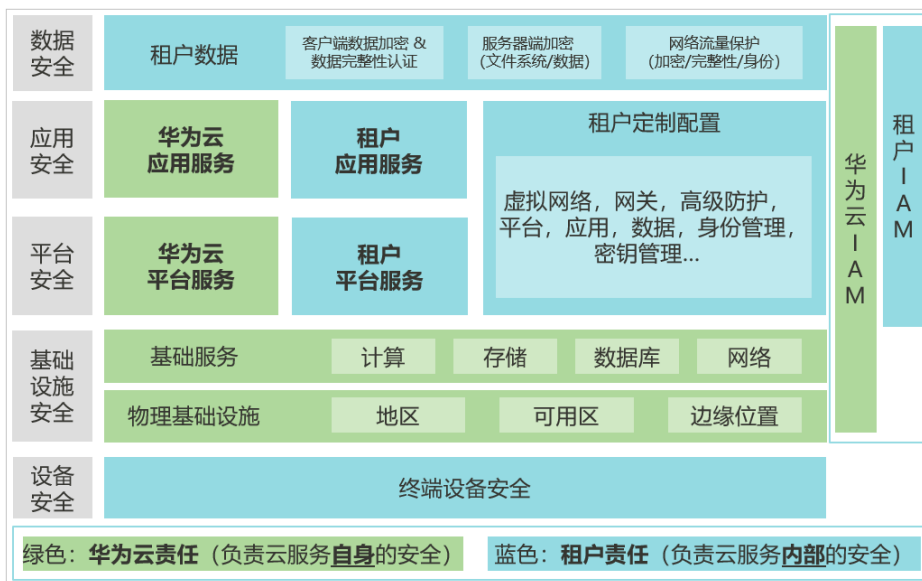 数据
安全
租户数据
客户端数据加密 &
数据完整性认证
服务器端加密
(文件系统/数据)
网络流量保护
(加密/完整性/身份)
应用
安全
华为云
应用服务
租户
应用服务
租户定制配置
虚拟网络，网关，高级防护，
平台，应用，数据，身份管理，
密钥管理...
平台
安全
华为云
平台服务
租户
平台服务
基础
设施
安全
基础服务
计算
存储
数据库
网络
物理基础设施
地区
可用区
边缘位置
设备
安全
终端设备安全
华为云IAM
租户IAM
绿色：华为云责任（负责云服务自身的安全）
蓝色：租户责任（负责云服务内部的安全）